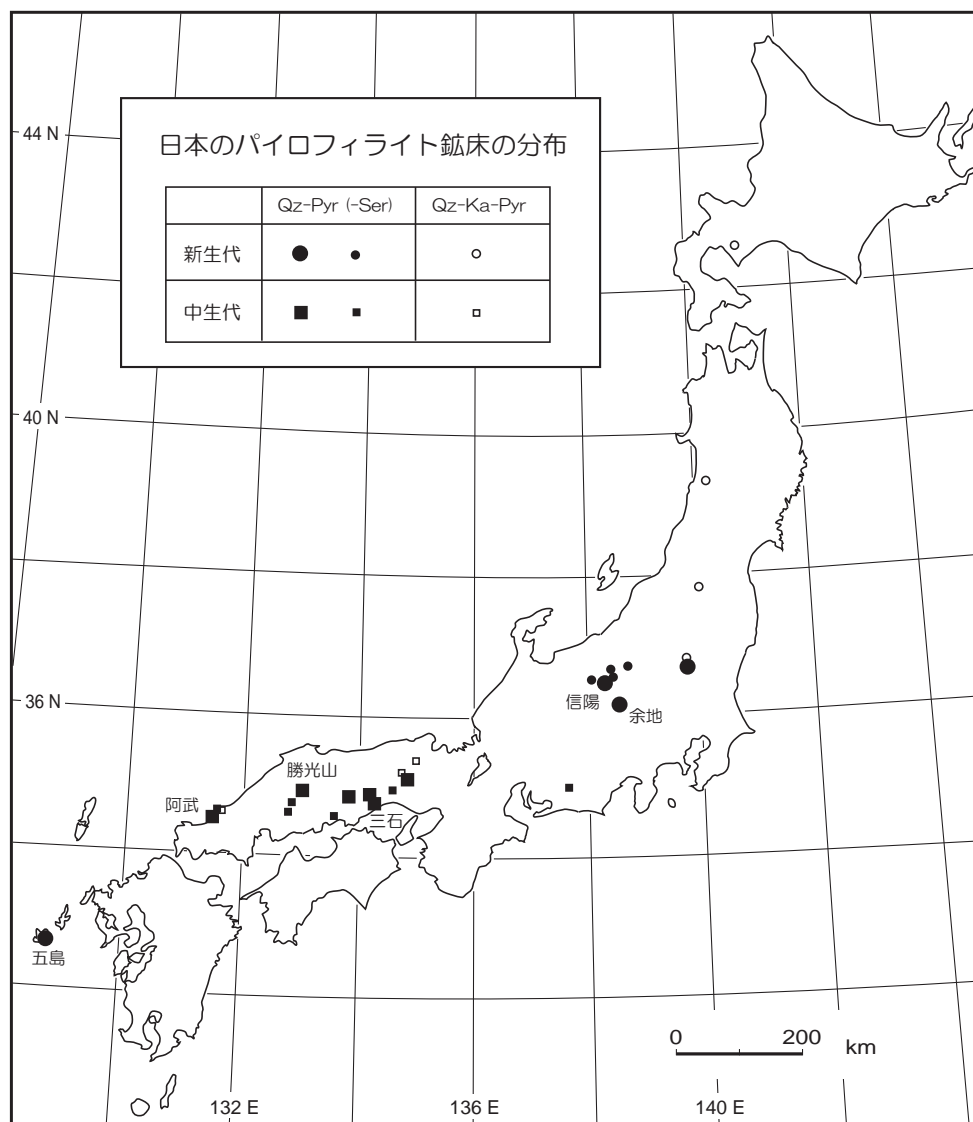 日本のパイロフィライト鉱床の分布
Qz-Pyr (-Ser) Qz-Ka-Pyr
新生代
中生代
44 N
40 N
36 N
信陽
余地
勝光山
阿武
三石
五島
0 200 km
132 E 136 E 140 E